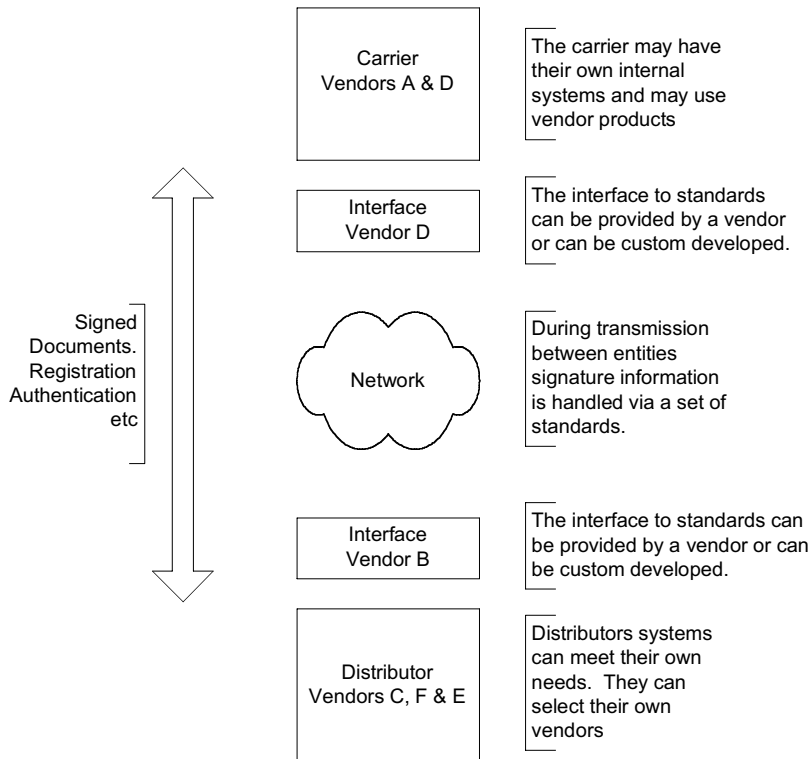 Carrier
Vendors A & D
The carrier may have
their own internal
systems and may use
vendor products
Interface
Vendor D
The interface to standards
can be provided by a vendor
or can be custom developed.
Signed
Documents.
Registration
Authentication
etc
Network
During transmission
between entities
signature information
is handled via a set of
standards.
Interface
Vendor B
The interface to standards can
be provided by a vendor or can
be custom developed.
Distributor
Vendors C, F & E
Distributors systems
can meet their own
needs.  They can
select their own
vendors